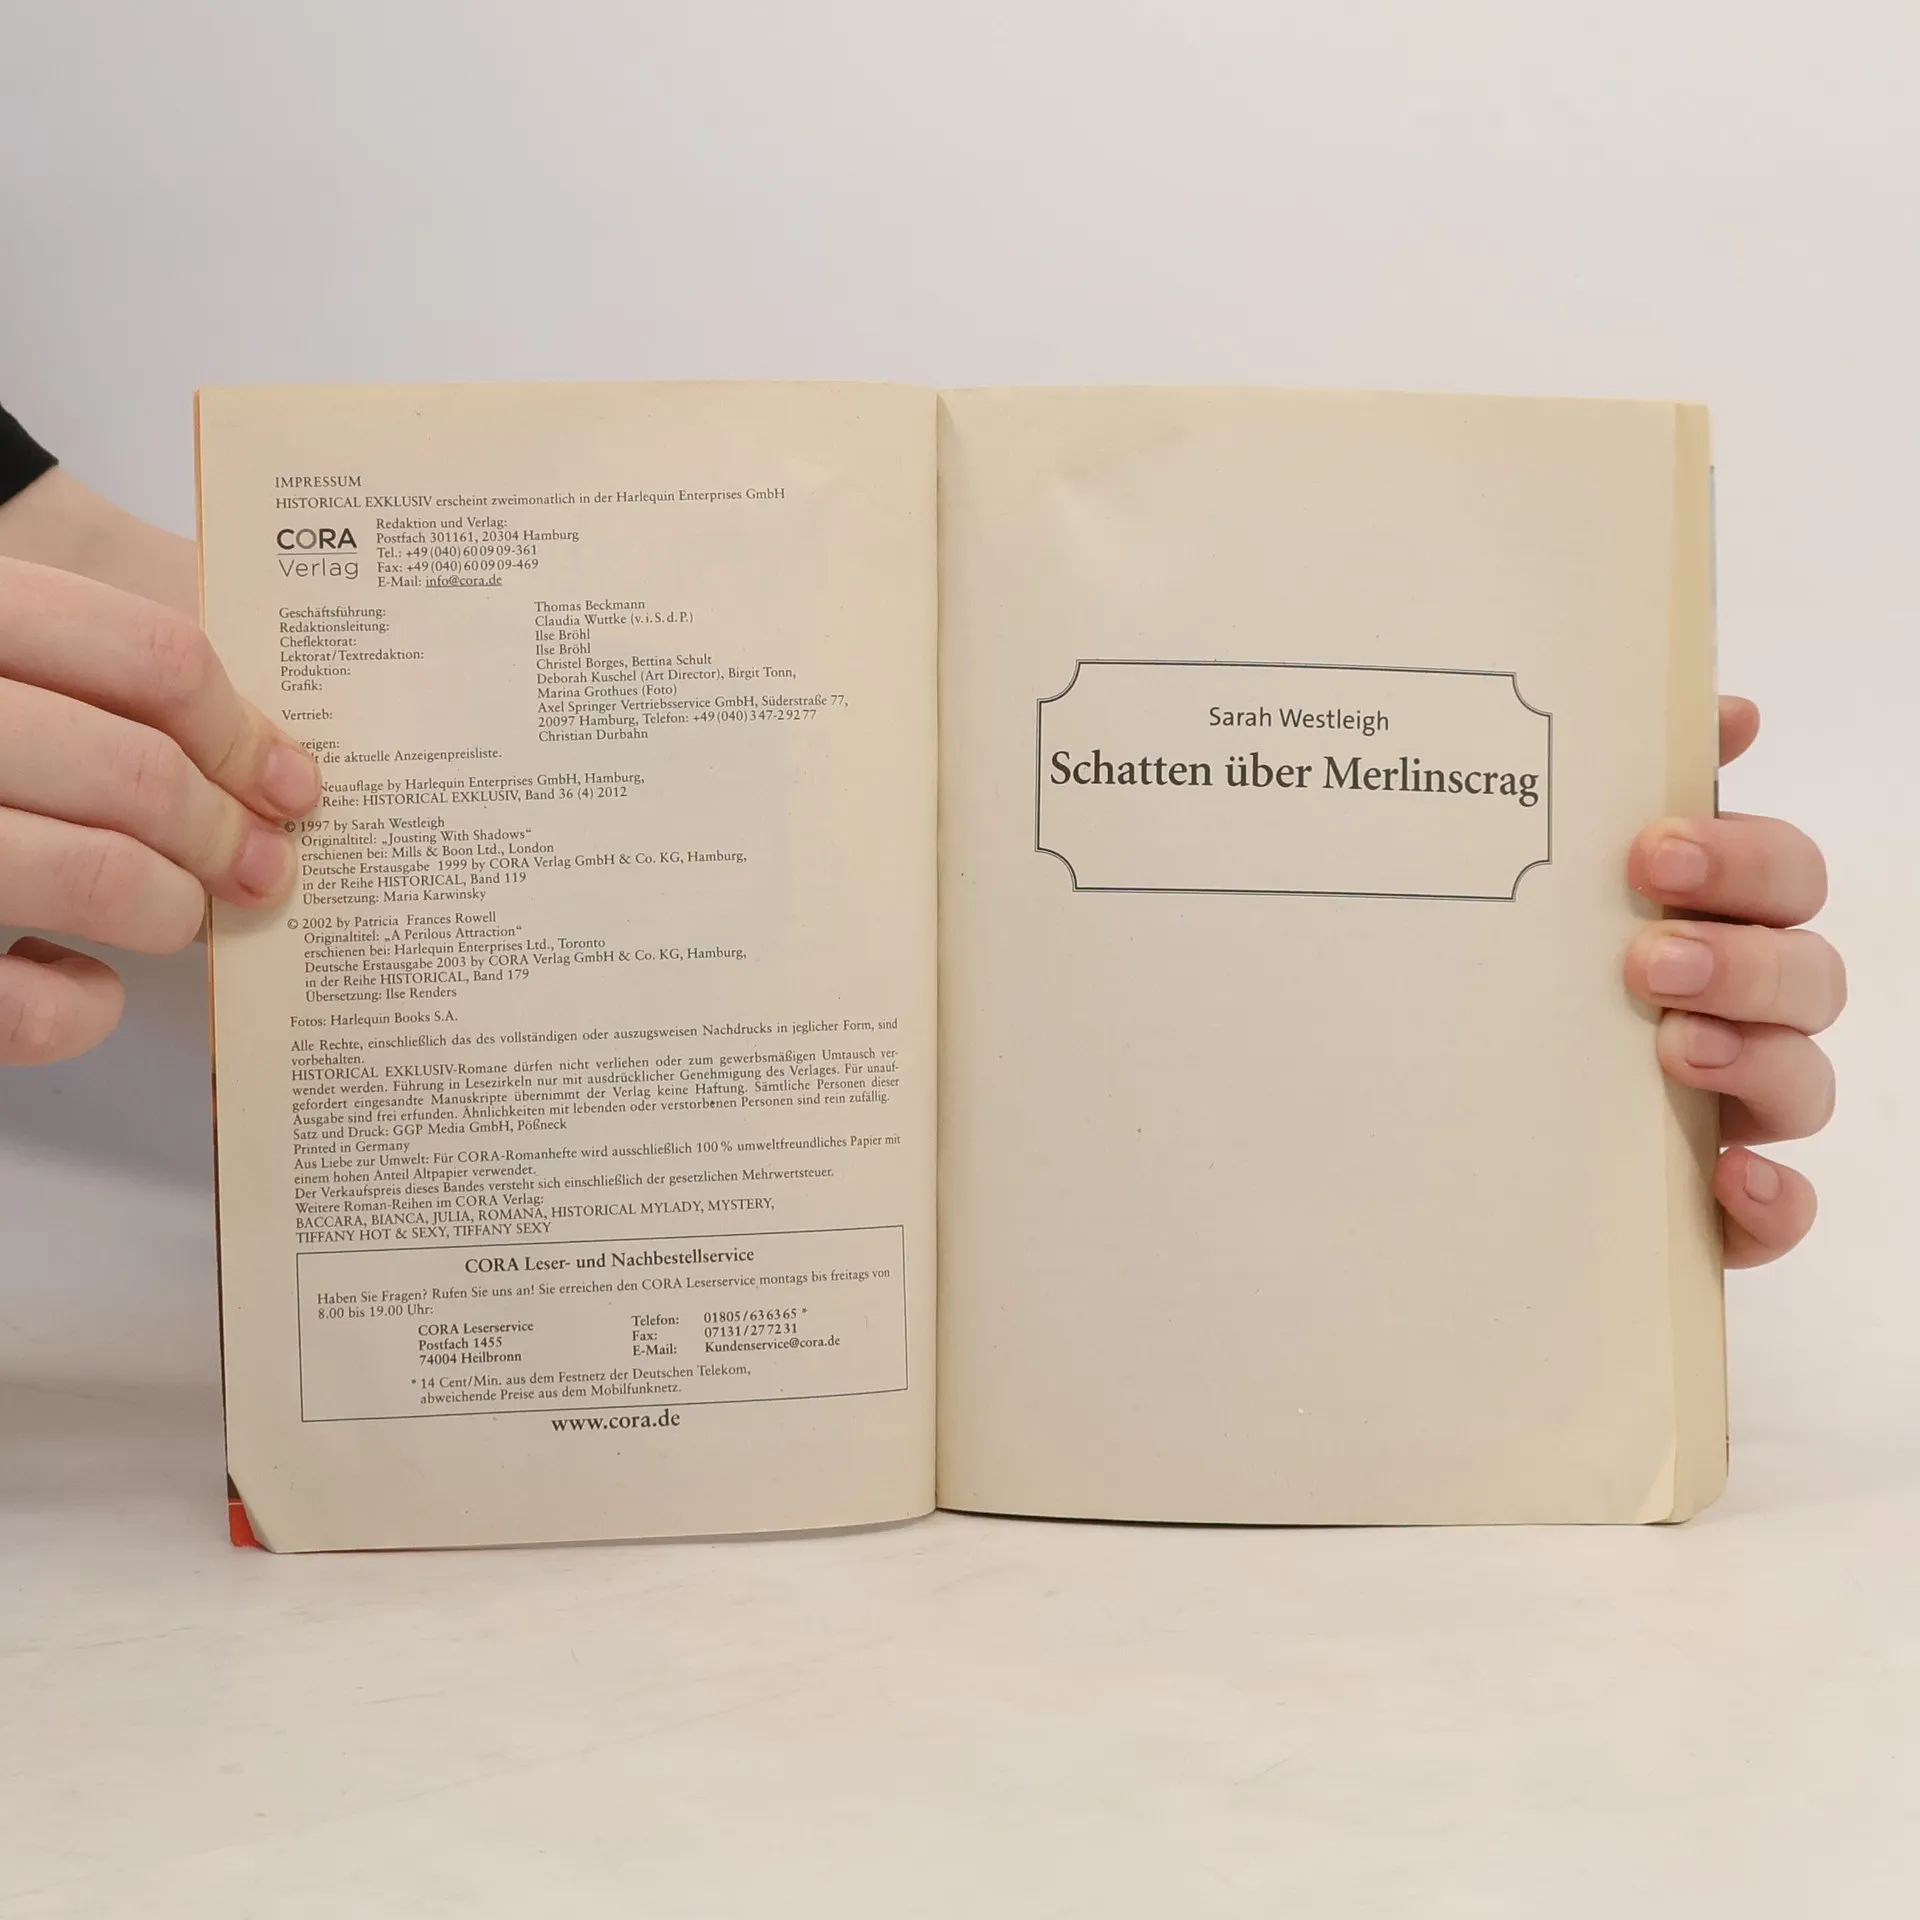 IMPRESSUM
HISTORICAL EXKLUSIV erscheint zweimonatlich in der Harlequin Enterprises GmbH
CORA
Verlag
Redaktion und Verlag:
Postfach 301161, 20304 Hamburg
Tel.: +49(040)600909-361
Fax: +49(040)600909-469
E-Mail: info@cora.de
Geschäftsführung: Thomas Beckmann
Redaktionsleitung: Claudia Wuttke (v.i.S.d.P.)
Cheflektorat: Ilse Bröhl
Lektorat/Textredaktion: Ilse Bröhl
Produktion: Christel Borges, Bettina Schult
Grafik: Deborah Kuschel (Art Director), Birgit Tonn,
Marina Grothues (Foto)
Vertrieb: Axel Springer Vertriebsservice GmbH, Süderstraße 77,
20097 Hamburg, Telefon: +49(040)347-29277
zeigen: Christian Durbahn
t die aktuelle Anzeigenpreisliste.
Neuauflage by Harlequin Enterprises GmbH, Hamburg,
Reihe: HISTORICAL EXKLUSIV, Band 36 (4) 2012
© 1997 by Sarah Westleigh
Originaltitel: „Jousting With Shadows“
erschienen bei: Mills & Boon Ltd., London
Deutsche Erstausgabe 1999 by CORA Verlag GmbH & Co. KG, Hamburg,
in der Reihe HISTORICAL, Band 119
Übersetzung: Maria Karwinsky
© 2002 by Patricia Frances Rowell
Originaltitel: „A Perilous Attraction“
erschienen bei: Harlequin Enterprises Ltd., Toronto
Deutsche Erstausgabe 2003 by CORA Verlag GmbH & Co. KG, Hamburg,
in der Reihe HISTORICAL, Band 179
Übersetzung: Ilse Renders
Fotos: Harlequin Books S.A.
Alle Rechte, einschließlich das des vollständigen oder auszugsweisen Nachdrucks in jeglicher Form, sind
vorbehalten.
HISTORICAL EXKLUSIV-Romane dürfen nicht verliehen oder zum gewerbsmäßigen Umtausch ver-
wendet werden. Führung in Lesezirkeln nur mit ausdrücklicher Genehmigung des Verlages. Für unauf-
gefordert eingesandte Manuskripte übernimmt der Verlag keine Haftung. Sämtliche Personen dieser
Ausgabe sind frei erfunden. Ähnlichkeiten mit lebenden oder verstorbenen Personen sind rein zufällig.
Satz und Druck: GGP Media GmbH, Pößneck
Printed in Germany
Aus Liebe zur Umwelt: Für CORA-Romanhefte wird ausschließlich 100% umweltfreundliches Papier mit
einem hohen Anteil Altpapier verwendet.
Der Verkaufspreis dieses Bandes versteht sich einschließlich der gesetzlichen Mehrwertsteuer.
Weitere Roman-Reihen im CORA Verlag:
BACCARA, BIANCA, JULIA, ROMANA, HISTORICAL MYLADY, MYSTERY,
TIFFANY HOT & SEXY, TIFFANY SEXY
CORA Leser- und Nachbestellservice
Haben Sie Fragen? Rufen Sie uns an! Sie erreichen den CORA Leserservice montags bis freitags von
8.00 bis 19.00 Uhr:
CORA Leserservice
Postfach 1455
74004 Heilbronn
Telefon: 01805/636365 *
Fax: 07131/277231
E-Mail: Kundenservice@cora.de
* 14 Cent/Min. aus dem Festnetz der Deutschen Telekom,
abweichende Preise aus dem Mobilfunknetz.
www.cora.de
Sarah Westleigh
Schatten über Merlinscrag